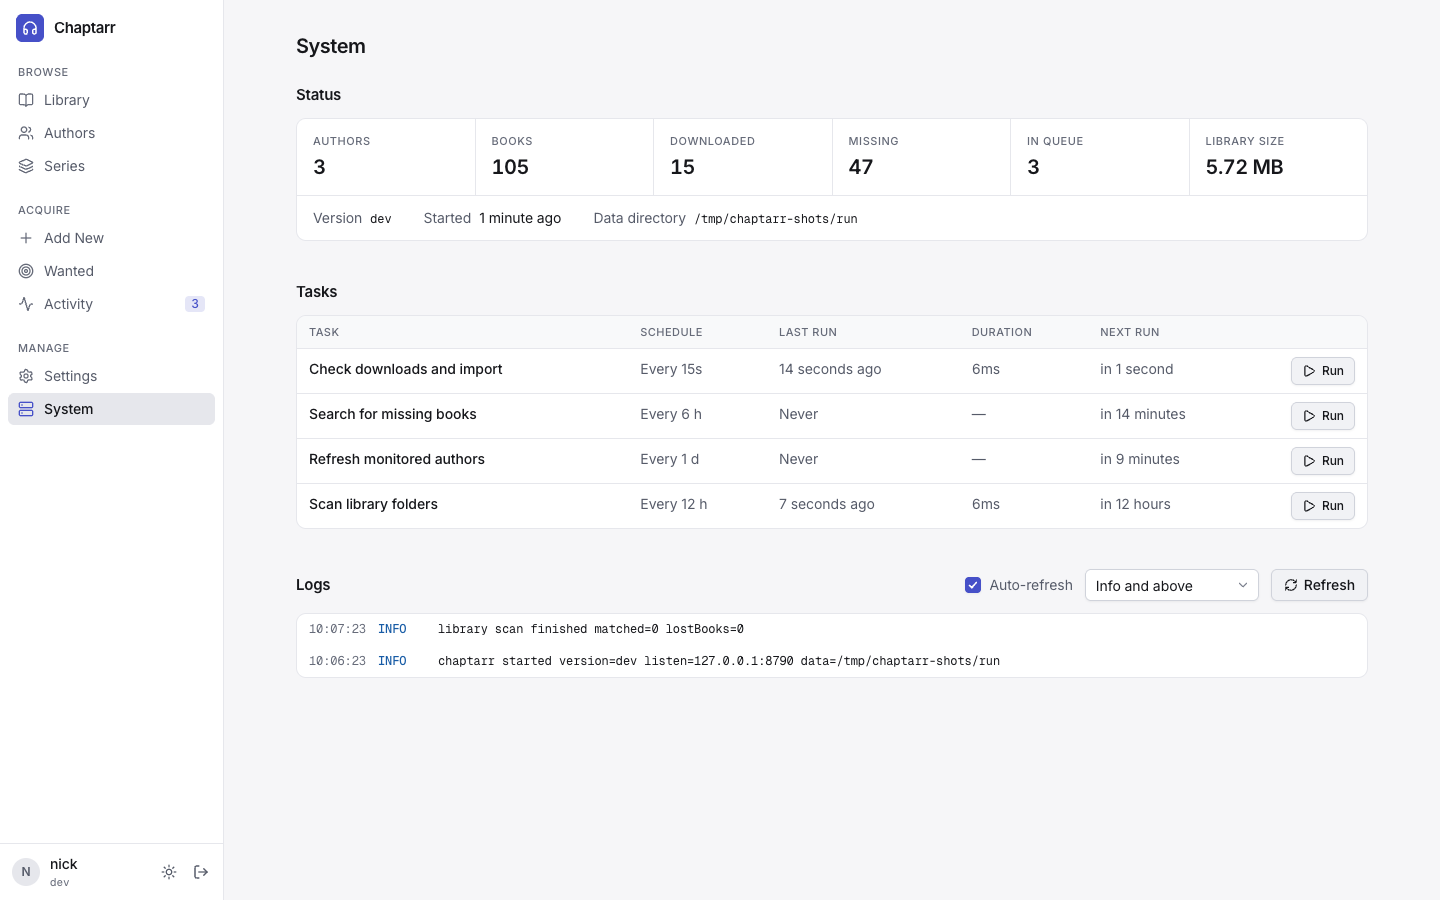 Chaptarr
BROWSE
Library
Authors
Series
ACQUIRE
Add New
Wanted
Activity 3
MANAGE
Settings
System
N nick
dev
System
Status
AUTHORS BOOKS DOWNLOADED MISSING IN QUEUE LIBRARY SIZE
3 105 15 47 3 5.72 MB
Version dev Started 1 minute ago Data directory /tmp/chaptarr-shots/run
Tasks
TASK SCHEDULE LAST RUN DURATION NEXT RUN
Check downloads and import Every 15s 14 seconds ago 6ms in 1 second Run
Search for missing books Every 6 h Never — in 14 minutes Run
Refresh monitored authors Every 1 d Never — in 9 minutes Run
Scan library folders Every 12 h 7 seconds ago 6ms in 12 hours Run
Logs Auto-refresh Info and above Refresh
10:07:23 INFO library scan finished matched=0 lostBooks=0
10:06:23 INFO chaptarr started version=dev listen=127.0.0.1:8790 data=/tmp/chaptarr-shots/run